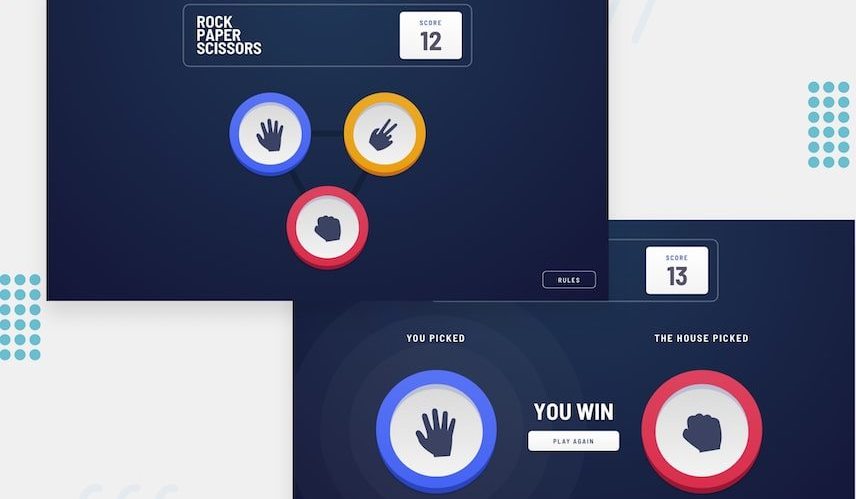 ROCK
PAPER
SCISSORS
SCORE
12
RULES
SCORE
13
YOU PICKED
THE HOUSE PICKED
YOU WIN
PLAY AGAIN